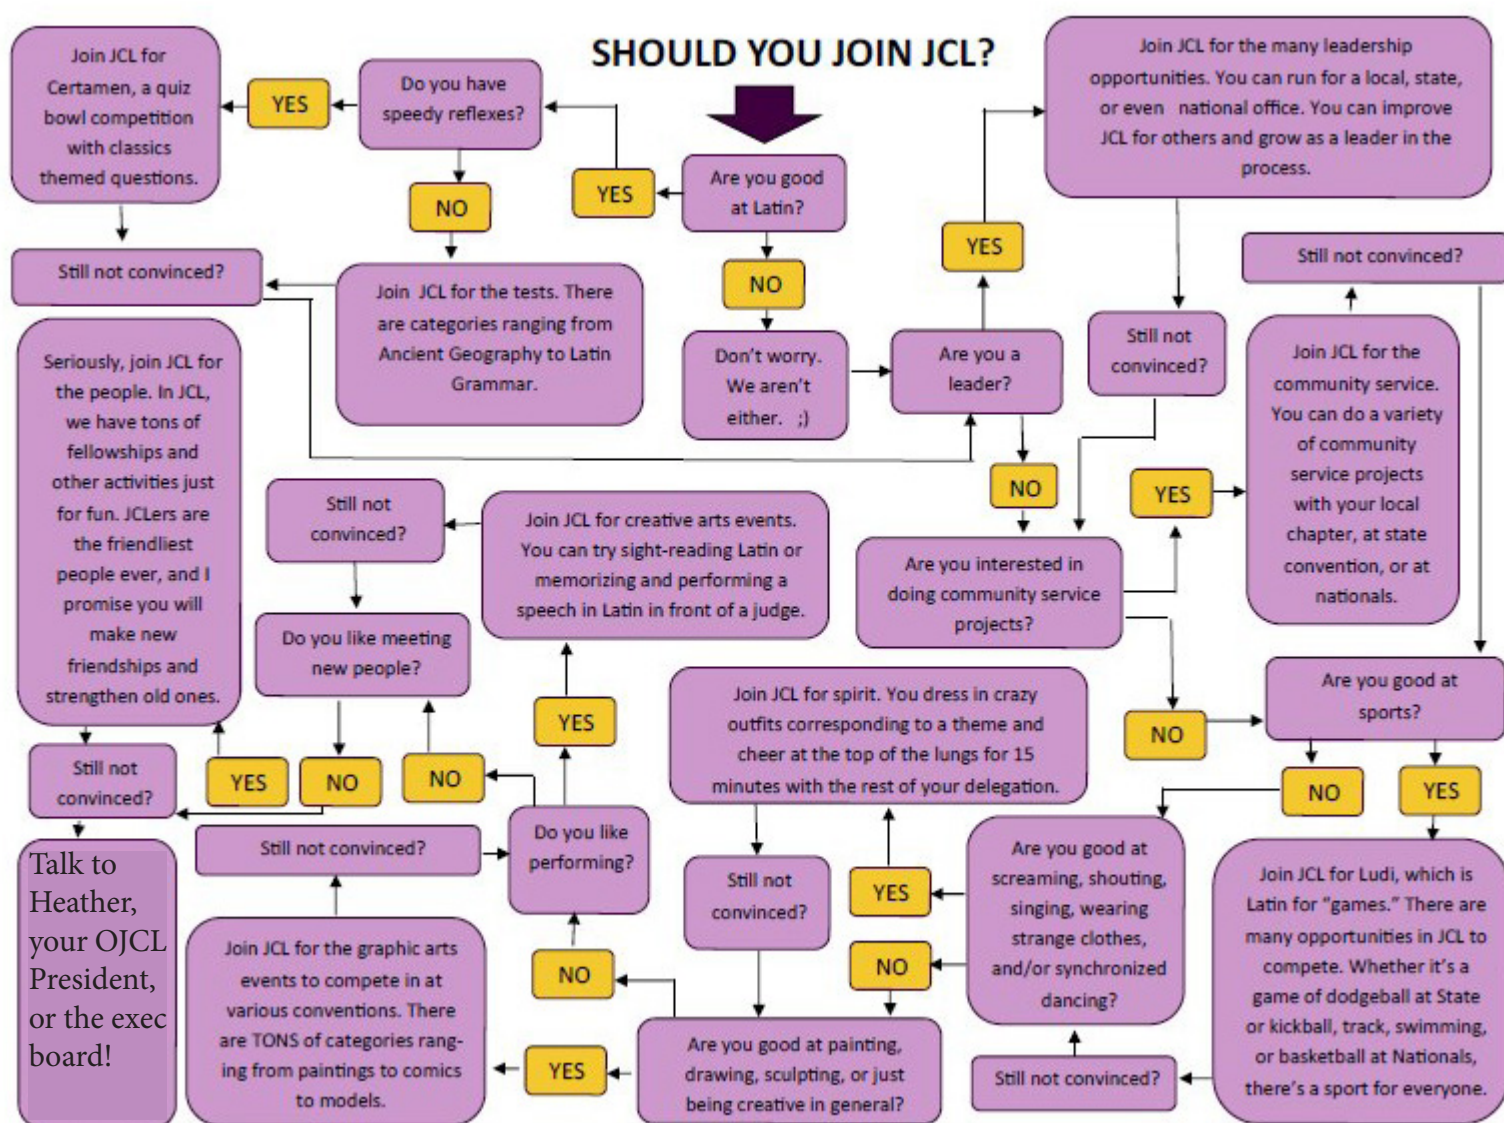 SHOULD YOU JOIN JCL?
Join JCL for
Certamen, a quiz
bowl competition
with classics
themed questions.
YES
Do you have
speedy reflexes?
NO
YES
Are you good
at Latin?
NO
Join JCL for the many leadership
opportunities. You can run for a local, state,
or even national office. You can improve
JCL for others and grow as a leader in the
process.
YES
Still not convinced?
Join JCL for the tests. There
are categories ranging from
Ancient Geography to Latin
Grammar.
Don't worry.
We aren't
either. ;)
Are you a
leader?
Still not
convinced?
Still not convinced?
Join JCL for the
community service.
You can do a variety
of community
service projects
with your local
chapter, at state
convention, or at
nationals.
NO
YES
Are you interested in
doing community service
projects?
NO
Are you good at
sports?
NO
YES
Seriously, join JCL for
the people. In JCL,
we have tons of
fellowships and
other activities just
for fun. JCLers are
the friendliest
people ever, and I
promise you will
make new
friendships and
strengthen old ones.
Still not
convinced?
Join JCL for creative arts events.
You can try sight-reading Latin or
memorizing and performing a
speech in Latin in front of a judge.
Do you like meeting
new people?
YES
Join JCL for spirit. You dress in crazy
outfits corresponding to a theme and
cheer at the top of the lungs for 15
minutes with the rest of your delegation.
Still not
convinced?
YES
NO
NO
Still not convinced?
Do you like
performing?
Still not
convinced?
YES
NO
Are you good at
screaming, shouting,
singing, wearing
strange clothes,
and/or synchronized
dancing?
Join JCL for Ludi, which is
Latin for "games." There are
many opportunities in JCL to
compete. Whether it's a
game of dodgeball at State
or kickball, track, swimming,
or basketball at Nationals,
there's a sport for everyone.
Still not convinced?
Talk to
Heather,
your OJCL
President,
or the exec
board!
Join JCL for the graphic arts
events to compete in at
various conventions. There
are TONS of categories rang-
ing from paintings to comics
to models.
NO
YES
Are you good at painting,
drawing, sculpting, or just
being creative in general?